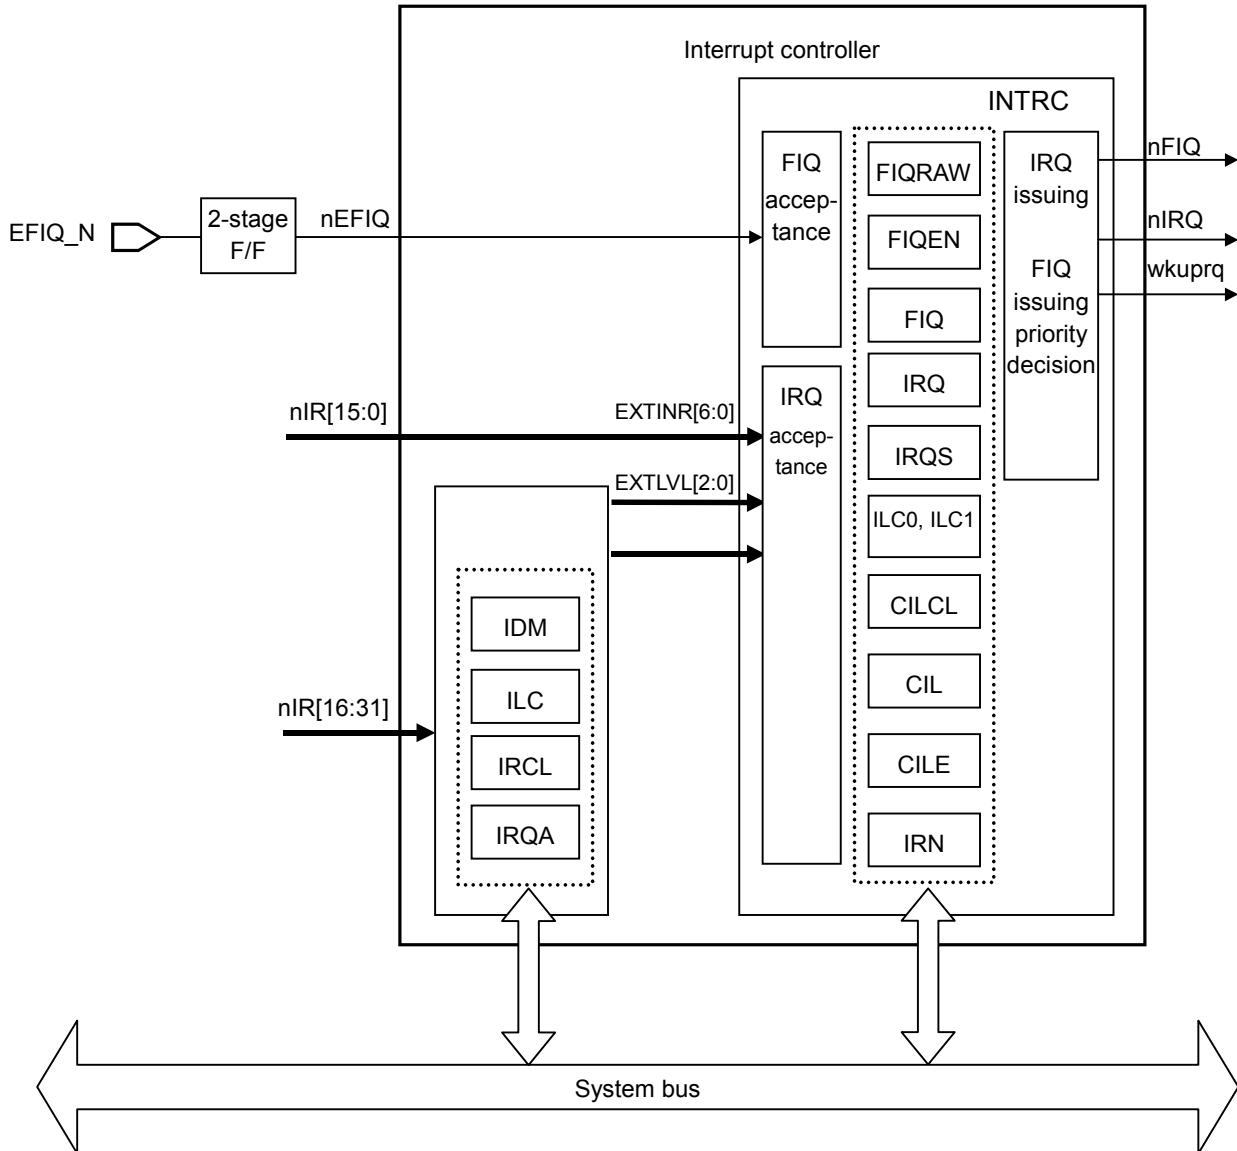 Interrupt controller
INTRC
nFIQ
FIQ
accep-
tance
FIQRAW
IRQ
issuing
2-stage
F/F
EFIQ_N
nEFIQ
FIQEN
nIRQ
FIQ
issuing
priority
decision
wkuprq
FIQ
IRQ
nIR[15:0]
EXTINR[6:0]
IRQ
accep-
tance
IRQS
EXTLVL[2:0]
ILC0, ILC1
IDM
CILCL
ILC
CIL
nIR[16:31]
IRCL
CILE
IRQA
IRN
System bus